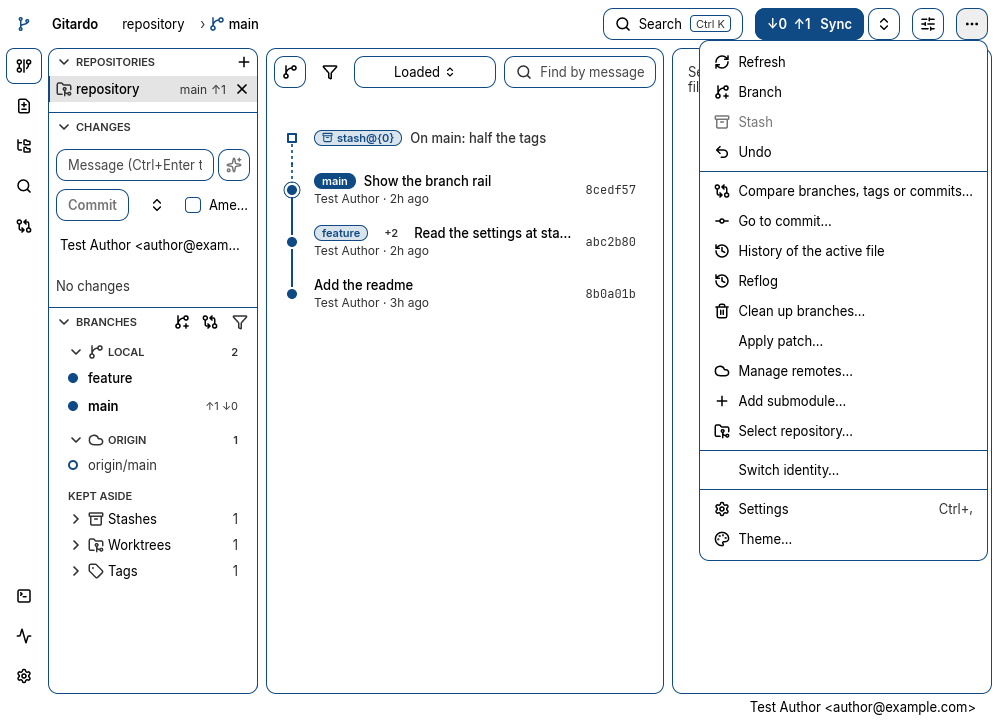 Gitardo repository › main Search Ctrl K ↓0 ↑1 Sync
REPOSITORIES
repository main ↑1
CHANGES
Message (Ctrl+Enter t
Commit Ame...
Test Author <author@exam...
No changes
BRANCHES
LOCAL 2
feature
main ↑1 ↓0
ORIGIN 1
origin/main
KEPT ASIDE
Stashes 1
Worktrees 1
Tags 1
Loaded Find by message
stash@{0} On main: half the tags
main Show the branch rail 8cedf57
Test Author · 2h ago
feature +2 Read the settings at sta... abc2b80
Test Author · 2h ago
Add the readme 8b0a01b
Test Author · 3h ago
Refresh
Branch
Stash
Undo
Compare branches, tags or commits...
Go to commit...
History of the active file
Reflog
Clean up branches...
Apply patch...
Manage remotes...
Add submodule...
Select repository...
Switch identity...
Settings Ctrl+,
Theme...
Test Author <author@example.com>